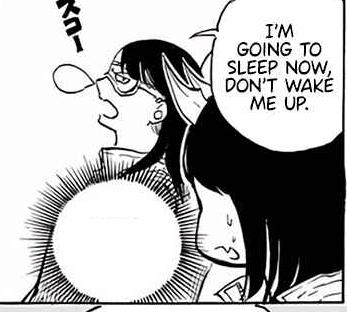 I'M
GOING TO
SLEEP NOW,
DON'T WAKE
ME UP.
スコー